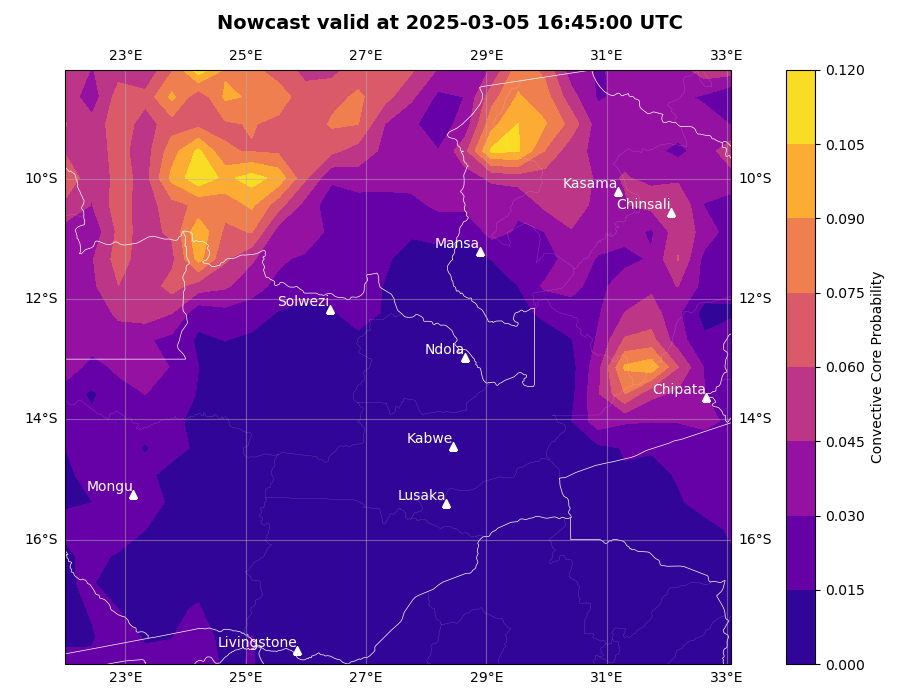 Nowcast valid at 2025-03-05 16:45:00 UTC
23°E 25°E 27°E 29°E 31°E 33°E
0.120
0.105
10°S 10°S
Kasama
Chinsali
0.090
Mansa
12°S 12°S
Solwezi
0.075
Ndola
0.060
Chipata
14°S 14°S
Kabwe
0.045
Mongu
Lusaka
0.030
16°S 16°S
0.015
Livingstone
0.000
23°E 25°E 27°E 29°E 31°E 33°E
Convective Core Probability